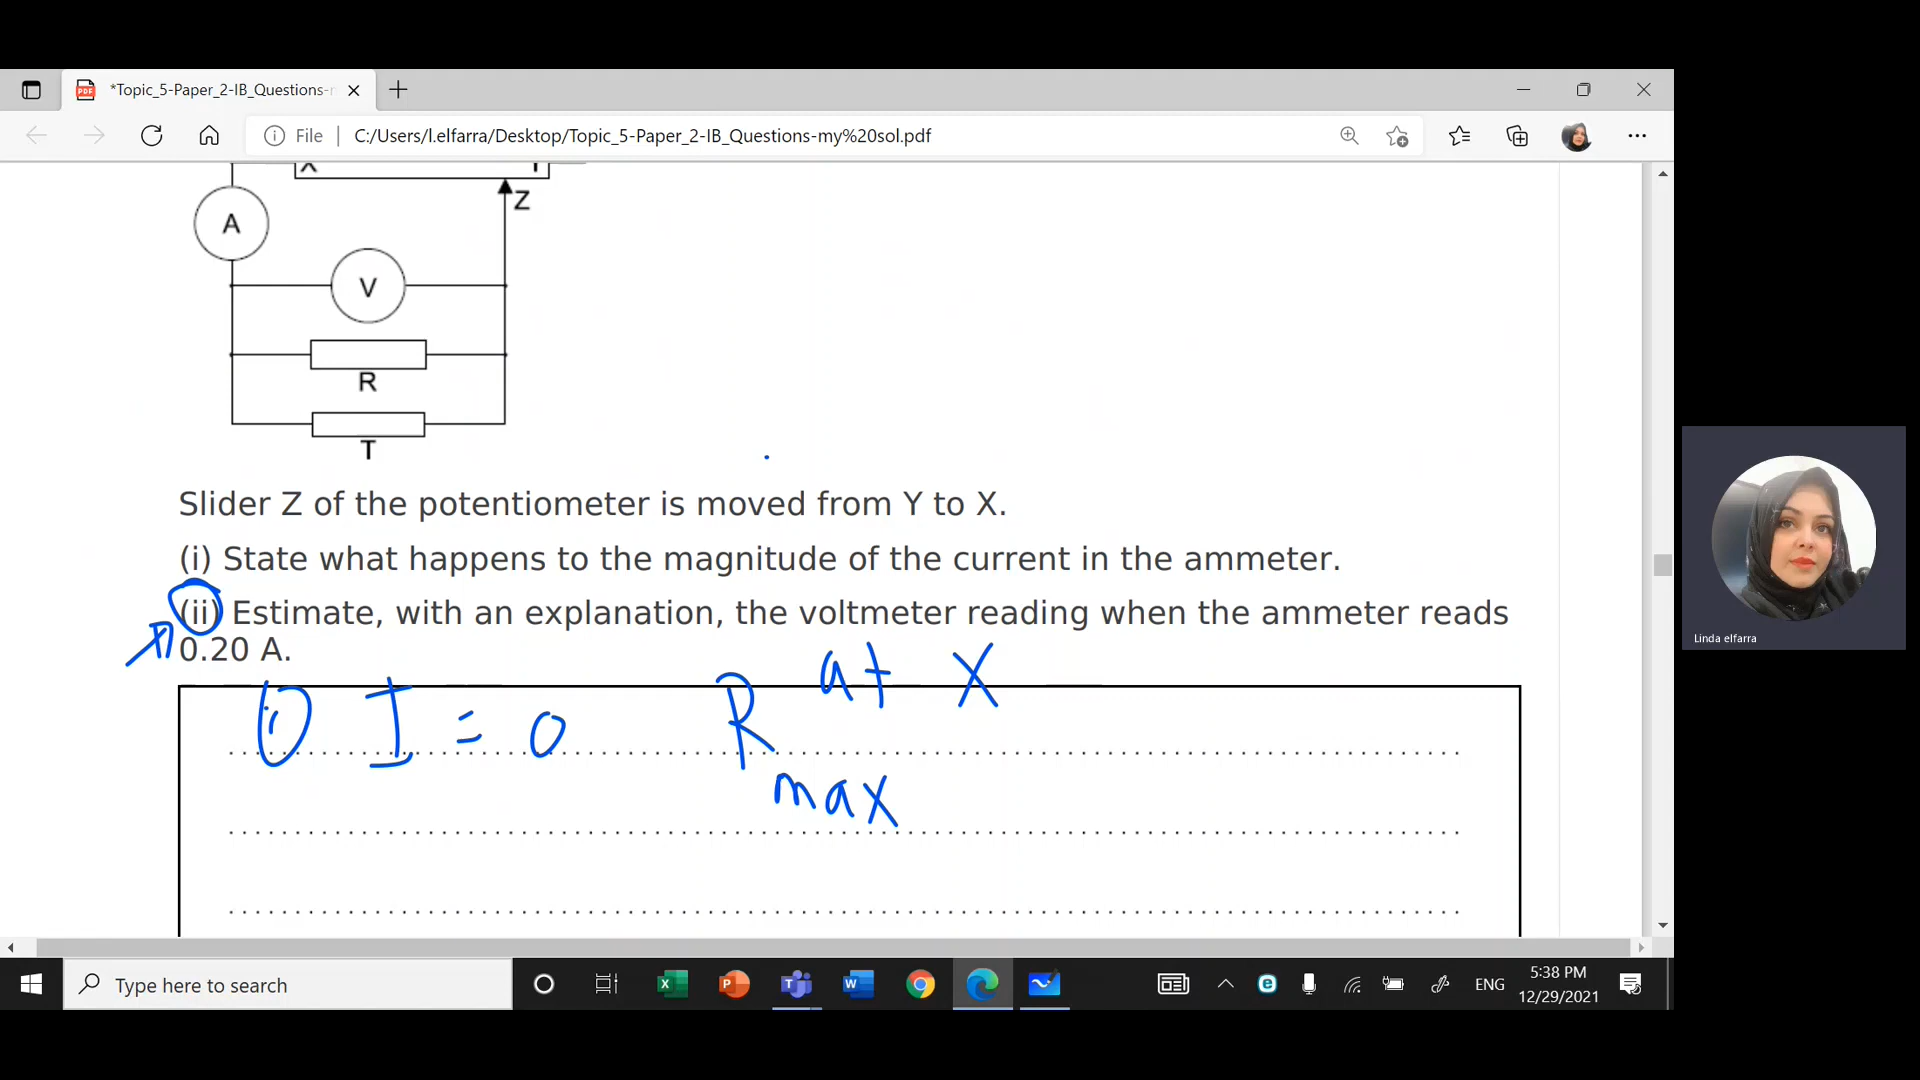 *Topic_5-Paper_2-IB_Questions-
File
C:/Users/l.elfarra/Desktop/Topic_5-Paper_2-IB_Questions-my%20sol.pdf
X
Z
A
V
R
T
Slider Z of the potentiometer is moved from Y to X.
(i) State what happens to the magnitude of the current in the ammeter.
(ii) Estimate, with an explanation, the voltmeter reading when the ammeter reads
0.20 A.
at X
i I = 0 R
max
Linda elfarra
Type here to search
ENG
5:38 PM
12/29/2021